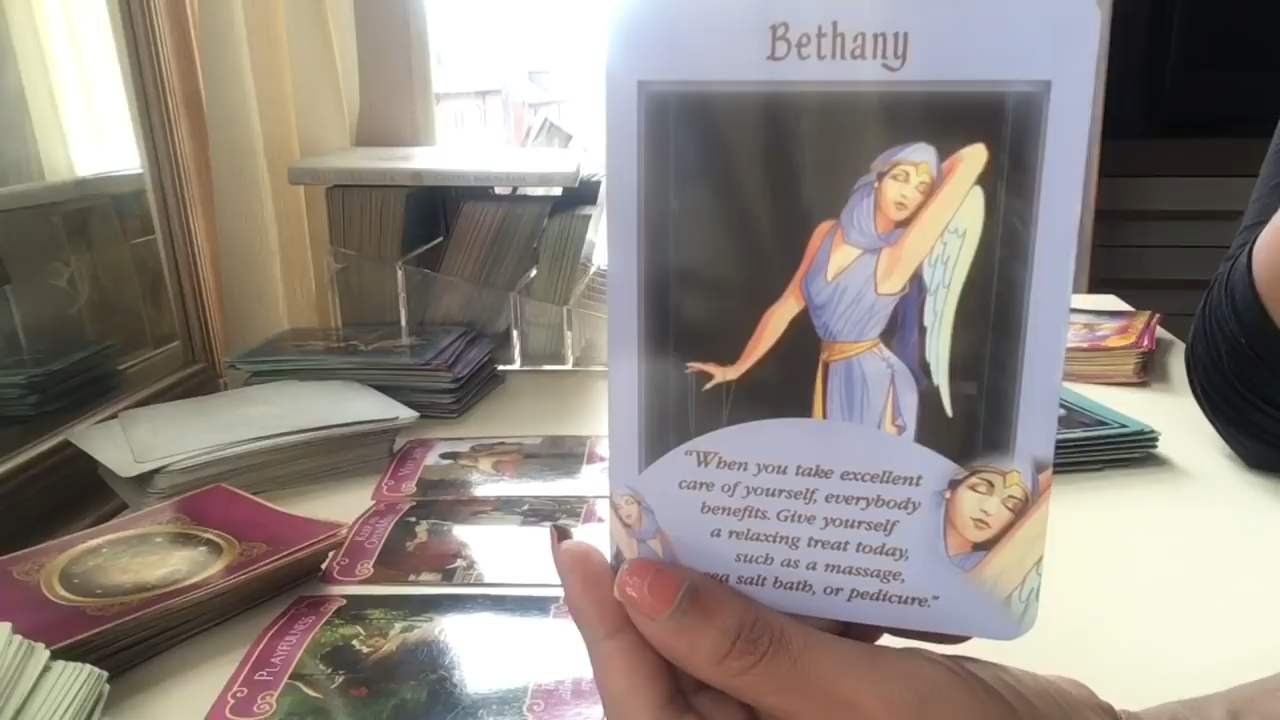 Bethany
"When you take excellent
care of yourself, everybody
benefits. Give yourself
a relaxing treat today,
such as a massage,
sea salt bath, or pedicure."
PLAYFULNESS